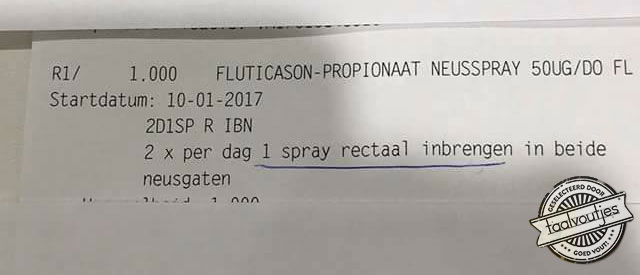 R1/ 1.000 FLUTICASON-PROPIONAAT NEUSSPRAY 50UG/DO FL
Startdatum: 10-01-2017
2D1SP R IBN
2 x per dag 1 spray rectaal inbrengen in beide
neusgaten
GESELECTEERD DOOR
taalvoutjes
GOED VOUT!